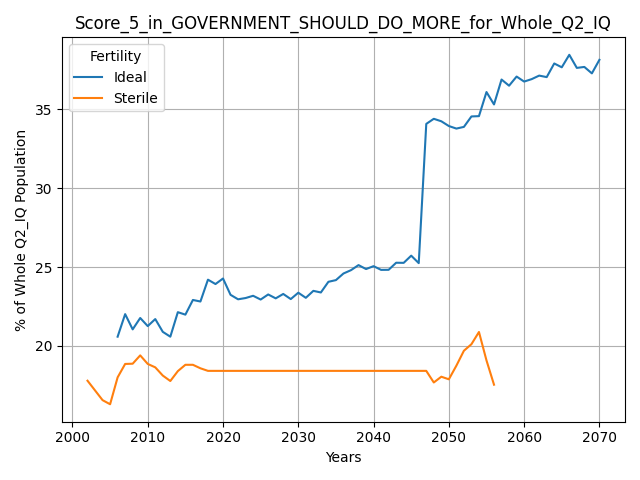 Score_5_in_GOVERNMENT_SHOULD_DO_MORE_for_Whole_Q2_IQ
Fertility
Ideal
Sterile
% of Whole Q2_IQ Population
35
30
25
20
2000 2010 2020 2030 2040 2050 2060 2070
Years